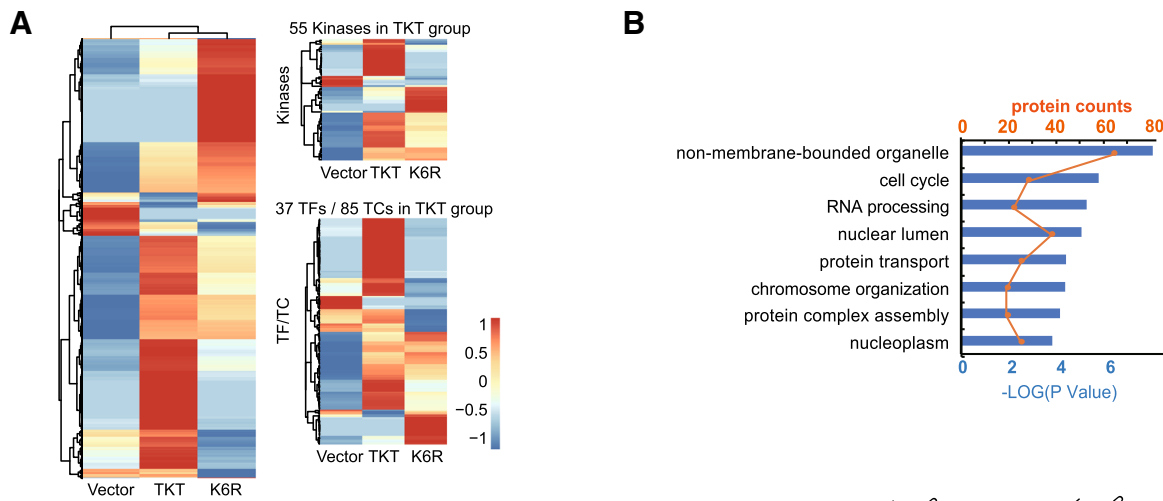 A
55 Kinases in TKT group
Kinases
Vector TKT K6R
37 TFs / 85 TCs in TKT group
TF/TC
1
0.5
0
−0.5
−1
Vector TKT K6R
Vector TKT K6R
B
protein counts
0 20 40 60 80
non-membrane-bounded organelle
cell cycle
RNA processing
nuclear lumen
protein transport
chromosome organization
protein complex assembly
nucleoplasm
0 2 4 6
-LOG(P Value)